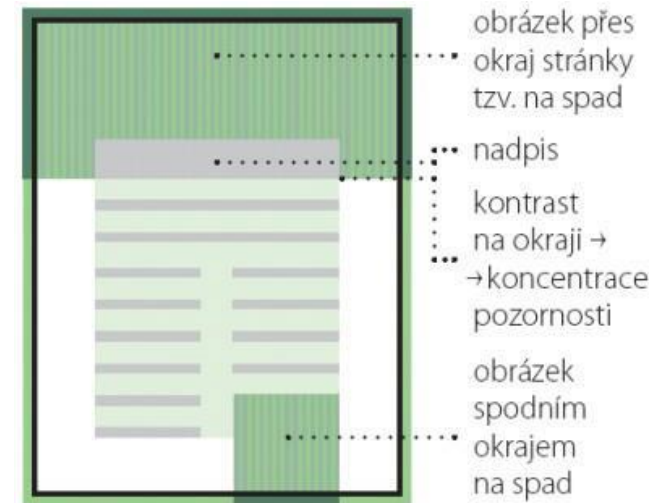 obrázek přes
okraj stránky
tzv. na spad
nadpis
kontrast
na okraji →
→koncentrace
pozornosti
obrázek
spodním
okrajem
na spad